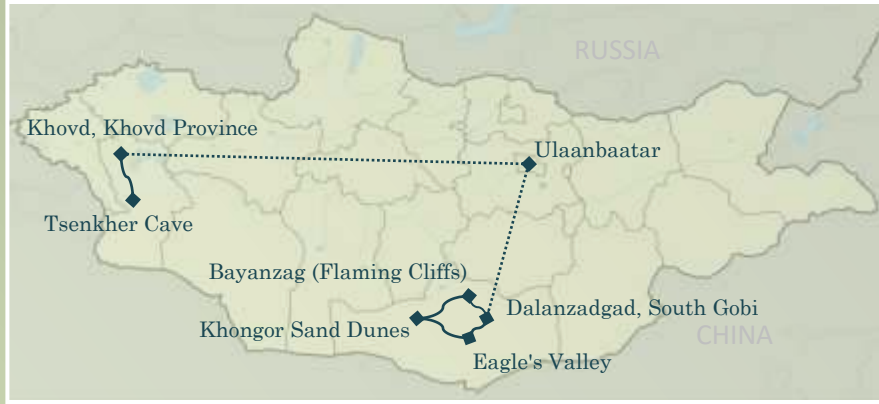 RUSSIA
Khovd, Khovd Province
Ulaanbaatar
Tsenkher Cave
Bayanzag (Flaming Cliffs)
Dalanzadgad, South Gobi
Khongor Sand Dunes
CHINA
Eagle's Valley